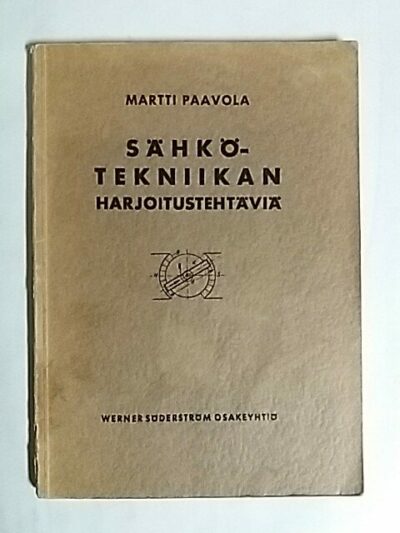 MARTTI PAAVOLA
SÄHKÖ-
TEKNIIKAN
HARJOITUSTEHTÄVIÄ
WERNER SÖDERSTRÖM OSAKEYHTIÖ